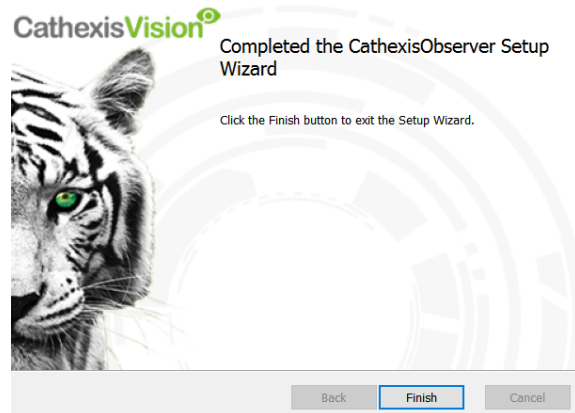 CathexisVision
Completed the CathexisObserver Setup
Wizard
Click the Finish button to exit the Setup Wizard.
Back
Finish
Cancel